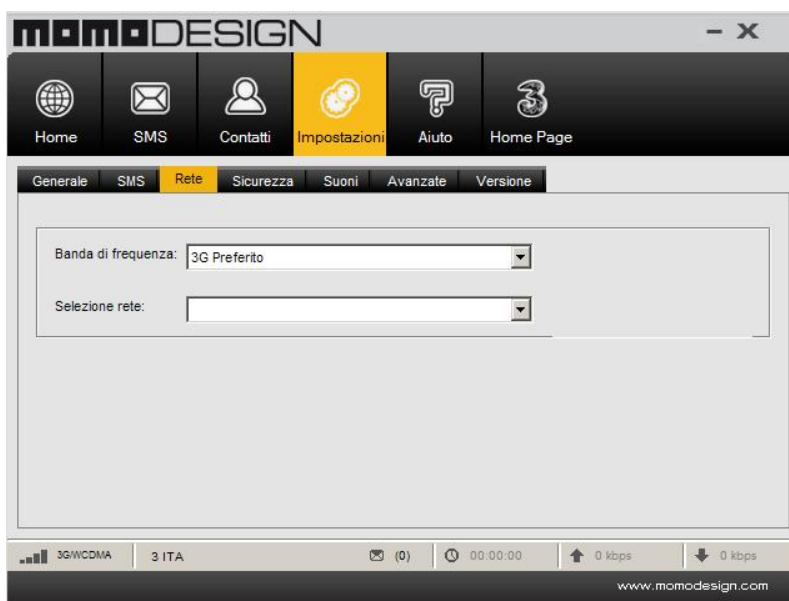 momoDESIGN
Home SMS Contatti Impostazioni Aiuto Home Page
Generale SMS Rete Sicurezza Suoni Avanzate Versione
Banda di frequenza: 3G Preferito
Selezione rete:
3G/WCDMA 3 ITA (0) 00:00:00 0 kbps 0 kbps
www.momodesign.com